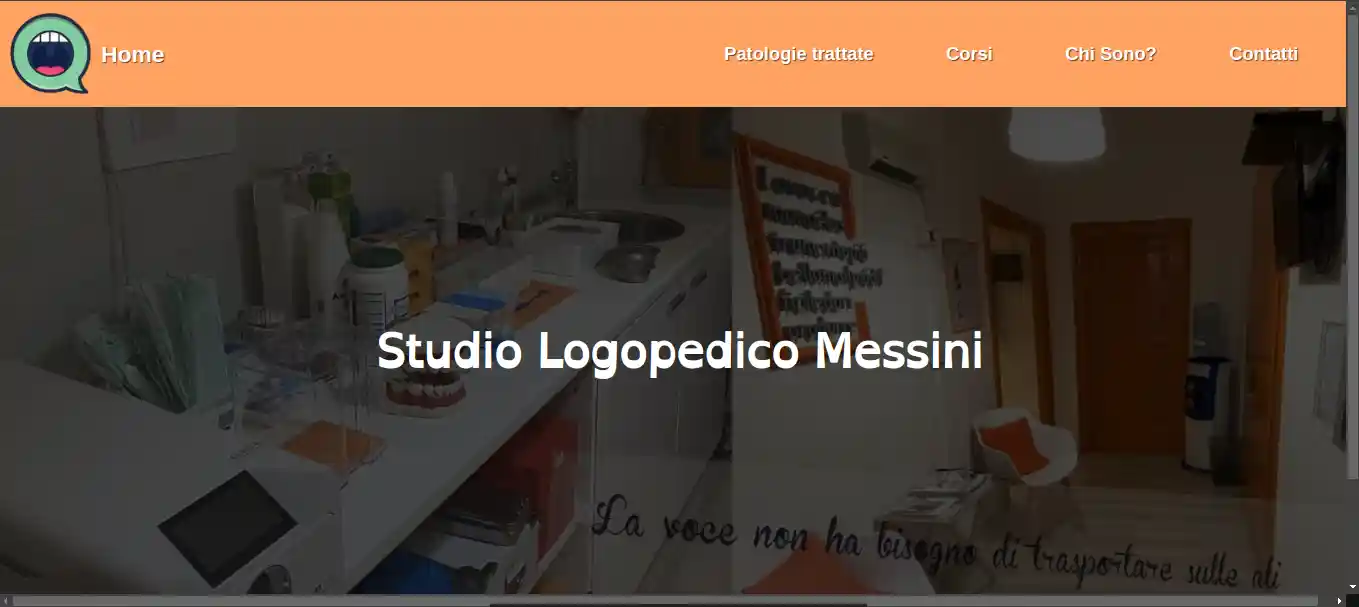 Home
Patologie trattate
Corsi
Chi Sono?
Contatti
Studio Logopedico Messini
La voce non ha bisogno di trasportare sulle ali